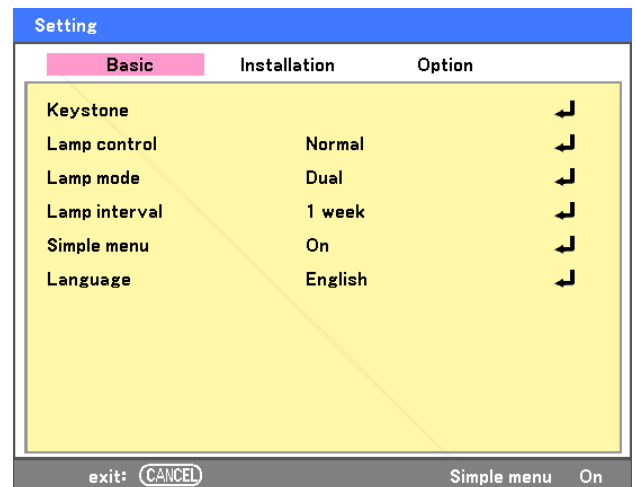 Setting
Basic Installation Option
Keystone
Lamp control Normal
Lamp mode Dual
Lamp interval 1 week
Simple menu On
Language English
exit: CANCEL Simple menu On